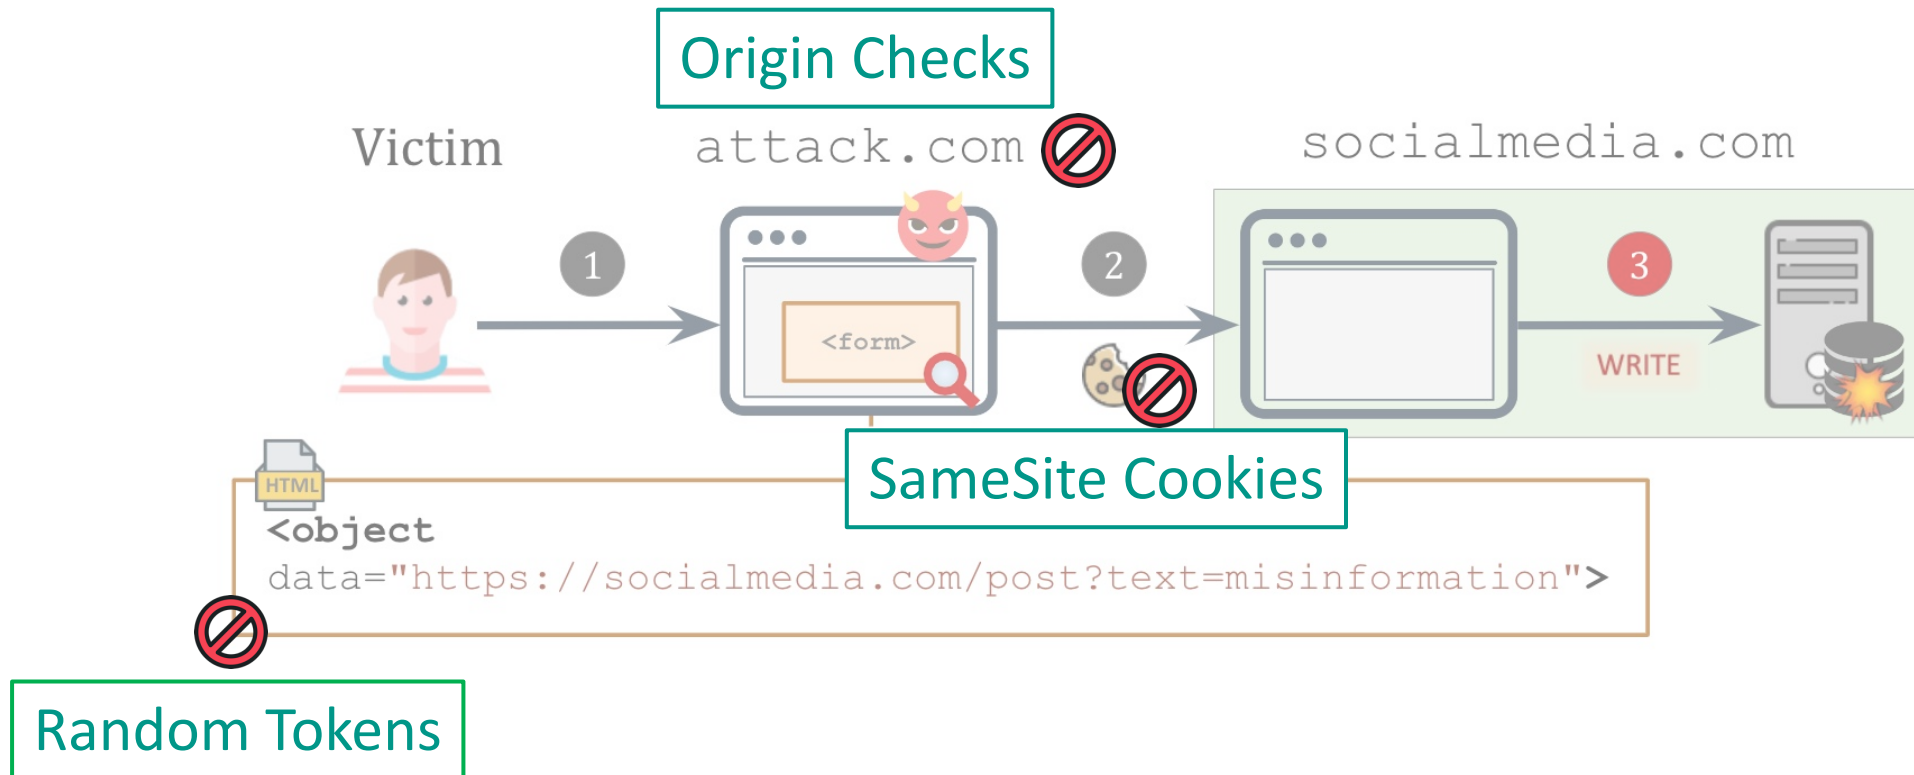 Origin Checks
Victim
attack.com
socialmedia.com
1
2
3
<form>
WRITE
SameSite Cookies
HTML
<object
data="https://socialmedia.com/post?text=misinformation">
Random Tokens